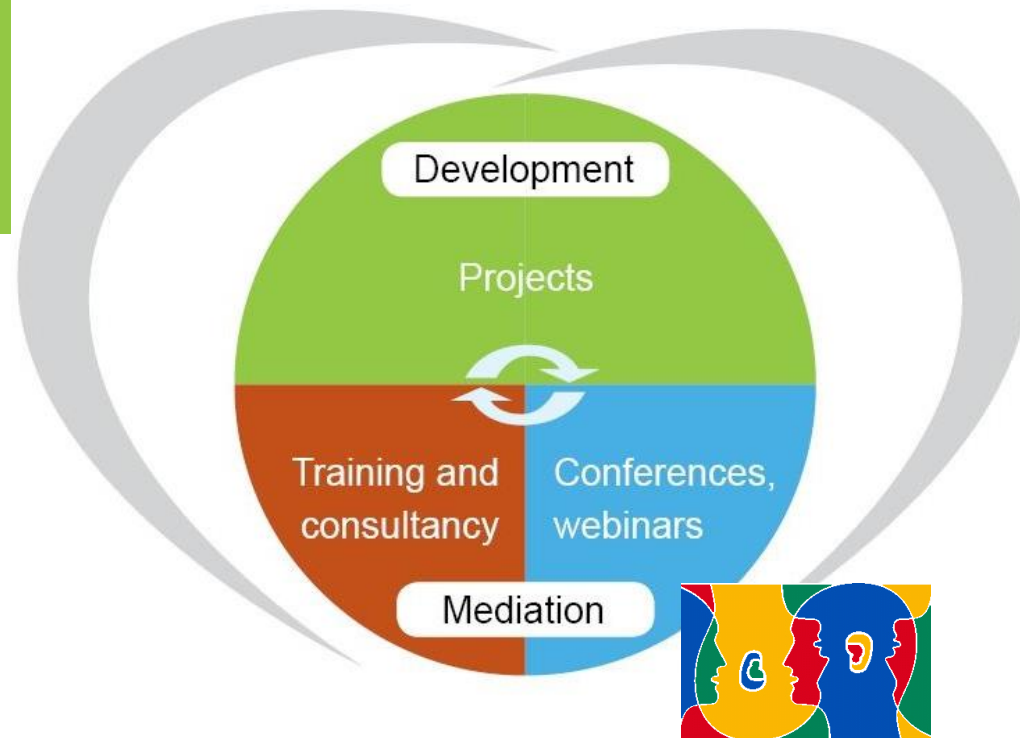 Development
Projects
Training and
consultancy
Conferences,
webinars
Mediation